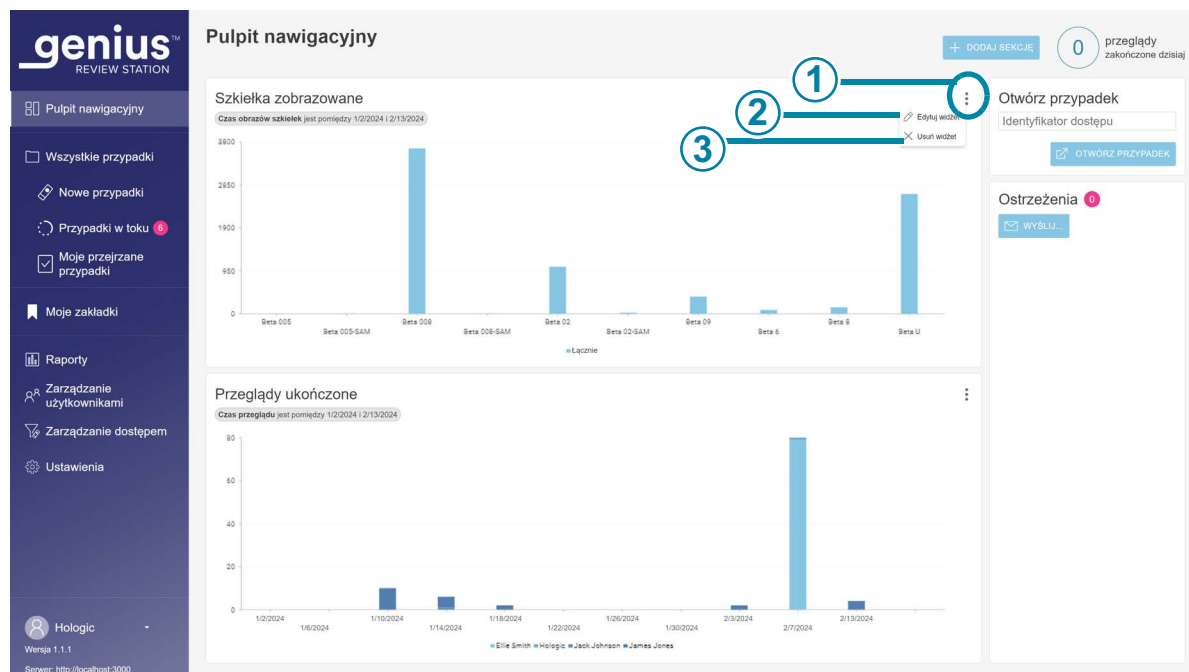 genius™
REVIEW STATION
Pulpit nawigacyjny
Wszystkie przypadki
Nowe przypadki
Przypadki w toku 6
Moje przejrzane
przypadki
Moje zakładki
Raporty
Zarządzanie
użytkownikami
Zarządzanie dostępem
Ustawienia
Hologic
Wersja 1.1.1
Serwer: http://localhost:3000
Pulpit nawigacyjny
+ DODAJ SEKCJĘ
0
przeglądy
zakończone dzisiaj
1
2
3
Szkiełka zobrazowane
Czas obrazów szkiełek jest pomiędzy 1/2/2024 i 2/13/2024
Edytuj widżet
Usuń widżet
3800
2850
1900
950
0
Beta 005
Beta 005-SAM
Beta 008
Beta 008-SAM
Beta 02
Beta 02-SAM
Beta 09
Beta 6
Beta 8
Beta U
Łącznie
Przeglądy ukończone
Czas przeglądu jest pomiędzy 1/2/2024 i 2/13/2024
80
60
40
20
0
1/2/2024
1/6/2024
1/10/2024
1/14/2024
1/18/2024
1/22/2024
1/26/2024
1/30/2024
2/3/2024
2/7/2024
2/13/2024
Ellie Smith Hologic Jack Johnson James Jones
Otwórz przypadek
Identyfikator dostępu
OTWÓRZ PRZYPADEK
Ostrzeżenia 0
WYŚLIJ...